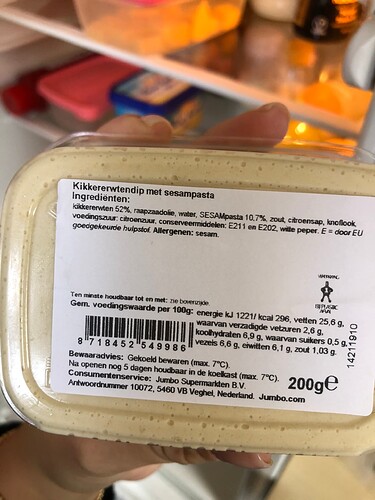 Kikkererwtendip met sesampasta
Ingrediënten:
kikkererwten 52%, raapzaadolie, water, SESAMpasta 10,7%, zout, citroensap, knoflook,
voedingszuur: citroenzuur, conserveermiddelen: E211 en E202, witte peper. E = door EU
goedgekeurde hulpstof. Allergenen: sesam.
Ten minste houdbaar tot en met: zie bovenzijde.
Gem. voedingswaarde per 100g: energie kJ 1221/ kcal 296, vetten 25,6 g,
waarvan verzadigde vetzuren 2,6 g,
koolhydraten 6,9 g, waarvan suikers 0,5 g,
vezels 6,6 g, eiwitten 6,1 g, zout 1,03 g.
8 718452 549986
Bewaaradvies: Gekoeld bewaren (max. 7°C).
Na openen nog 5 dagen houdbaar in de koelkast (max. 7°C).
Consumentenservice: Jumbo Supermarkten B.V.
Antwoordnummer 10072, 5460 VB Veghel, Nederland. Jumbo.com
200g e
14211910